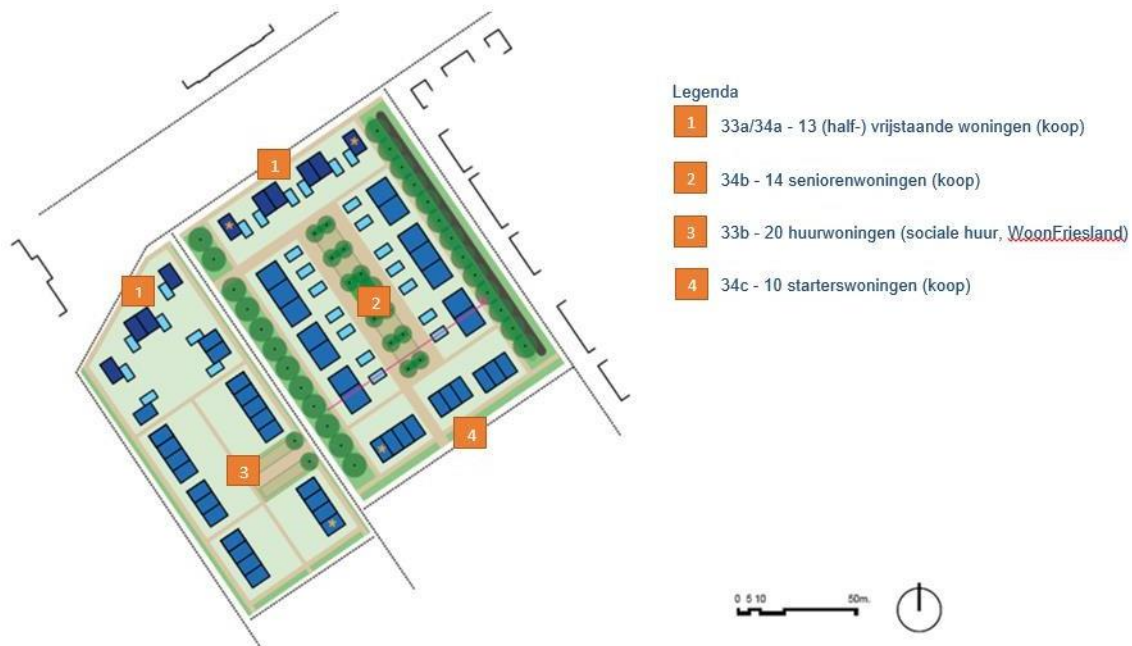 Legenda
1 33a/34a - 13 (half-) vrijstaande woningen (koop)
2 34b - 14 seniorenwoningen (koop)
3 33b - 20 huurwoningen (sociale huur, WoonFriesland)
4 34c - 10 starterswoningen (koop)
1
1
2
3
4
0 5 10 50m.